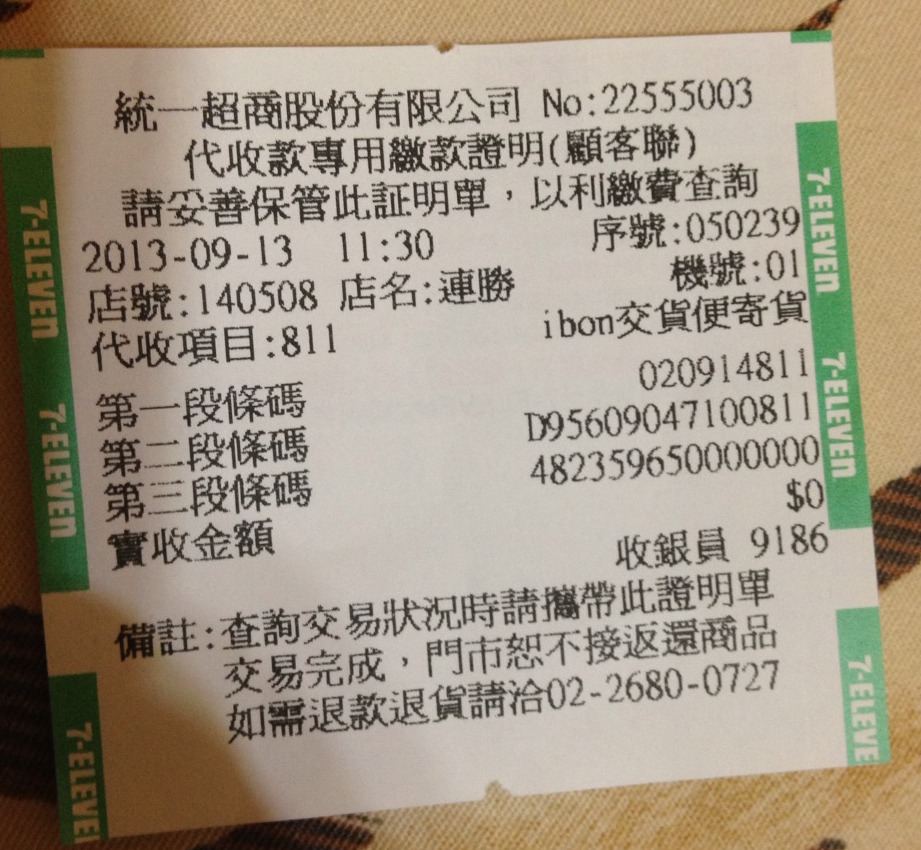 統一超商股份有限公司 No:22555003
代收款專用繳款證明(顧客聯)
請妥善保管此証明單,以利繳費查詢
2013-09-13 11:30 序號:050239
店號:140508 店名:連勝 機號:01
代收項目:811 ibon交貨便寄貨
第一段條碼 020914811
第二段條碼 D95609047100811
第三段條碼 482359650000000
實收金額 $0
收銀員 9186
備註:查詢交易狀況時請攜帶此證明單
交易完成,門市恕不接返還商品
如需退款退貨請洽02-2680-0727
7-ELEVEn
7-ELEVEn
7-ELEVEn
7-ELEVEn
7-ELEVEn
7-ELEVE